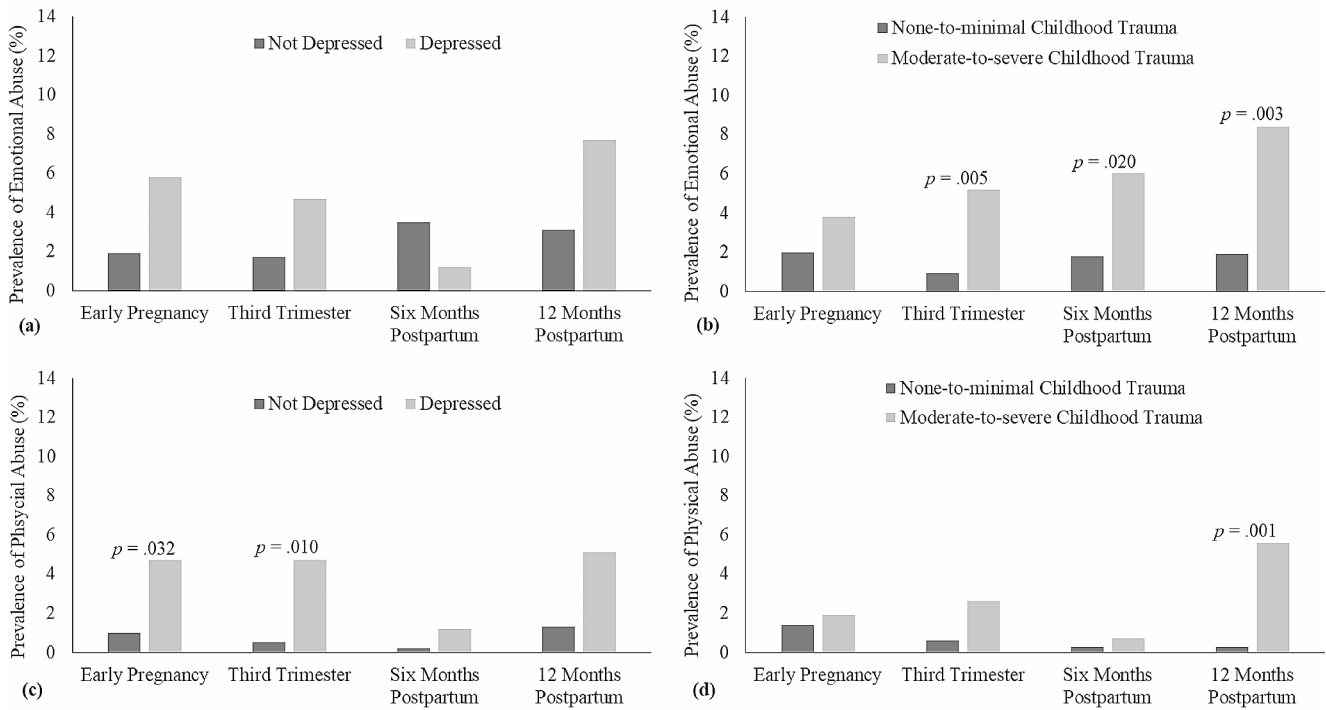 Prevalence of Emotional Abuse (%)
14
12
10
8
6
4
2
0
Not Depressed
Depressed
Early Pregnancy
Third Trimester
Six Months
Postpartum
12 Months
Postpartum
(a)
Prevalence of Emotional Abuse (%)
14
12
10
8
6
4
2
0
None-to-minimal Childhood Trauma
Moderate-to-severe Childhood Trauma
p = .005
p = .020
p = .003
Early Pregnancy
Third Trimester
Six Months
Postpartum
12 Months
Postpartum
(b)
Prevalence of Phsycial Abuse (%)
14
12
10
8
6
4
2
0
Not Depressed
Depressed
p = .032
p = .010
Early Pregnancy
Third Trimester
Six Months
Postpartum
12 Months
Postpartum
(c)
Prevalence of Physical Abuse (%)
14
12
10
8
6
4
2
0
None-to-minimal Childhood Trauma
Moderate-to-severe Childhood Trauma
p = .001
Early Pregnancy
Third Trimester
Six Months
Postpartum
12 Months
Postpartum
(d)